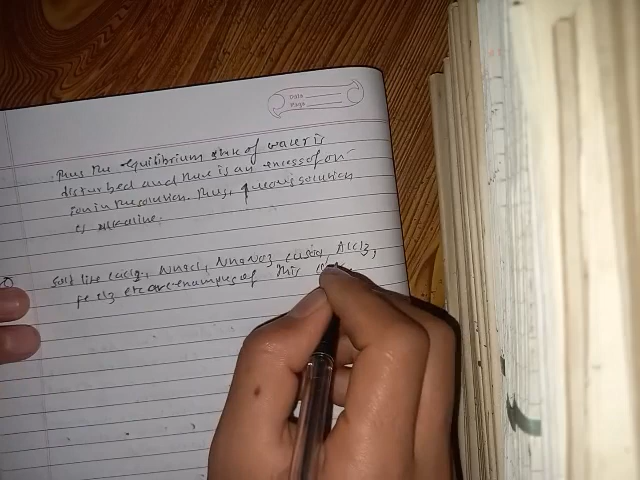 Date
Page
Thus the equilibrium state of water is
disturbed and there is an excess of OH-
ion in the solution. Thus, aqueous solution
is alkaline.
Salt like CuCl2, NH4Cl, NH4NO3, CuSO4, AlCl3,
FeCl3 etc are examples of this